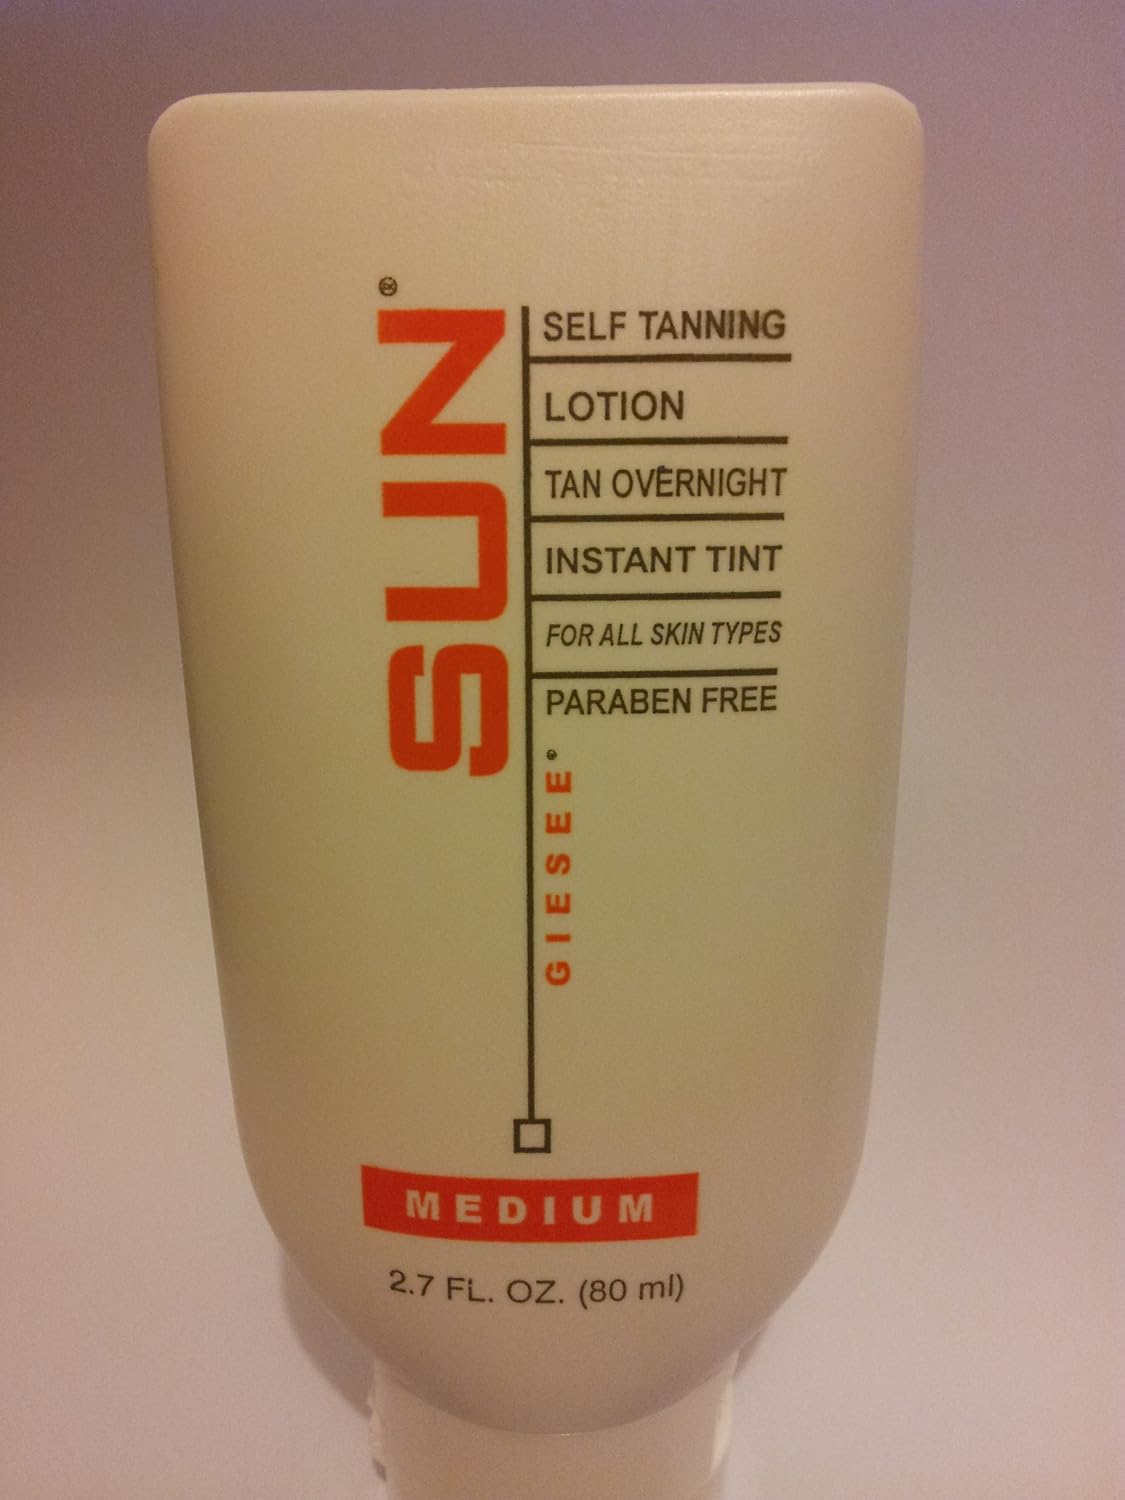 SUN®
SELF TANNING
LOTION
TAN OVERNIGHT
INSTANT TINT
FOR ALL SKIN TYPES
PARABEN FREE
GIESEE®
MEDIUM
2.7 FL. OZ. (80 ml)